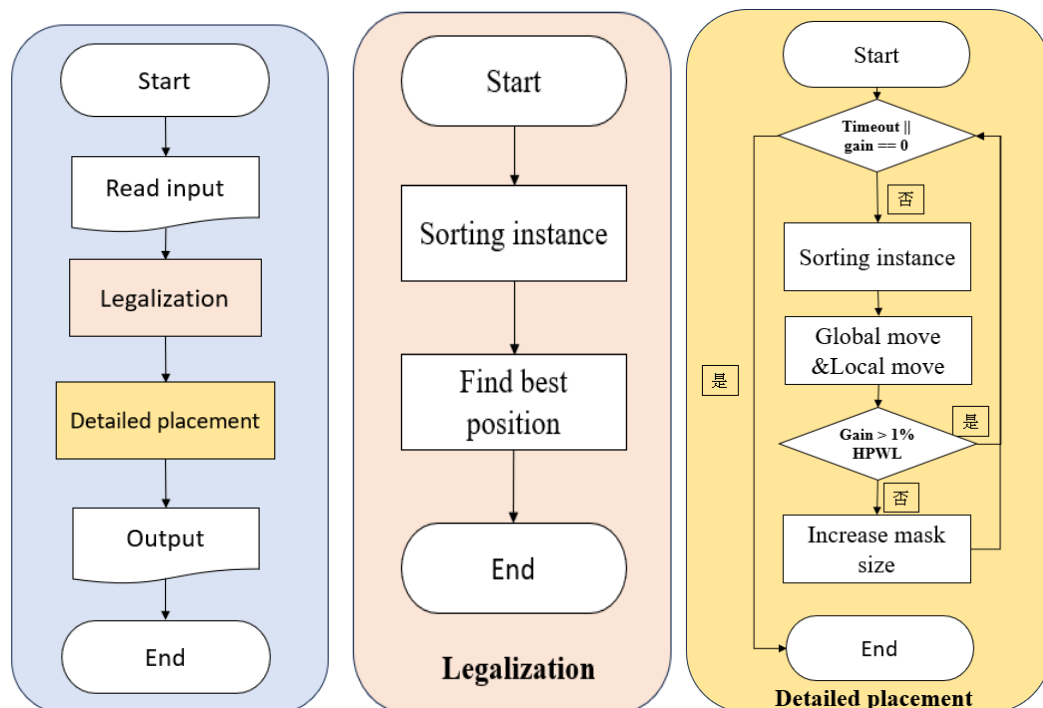 Start
Read input
Legalization
Detailed placement
Output
End
Start
Sorting instance
Find best
position
End
Legalization
Start
Timeout ||
gain == 0
否
Sorting instance
Global move
&Local move
是
Gain > 1%
HPWL
是
否
Increase mask
size
End
Detailed placement